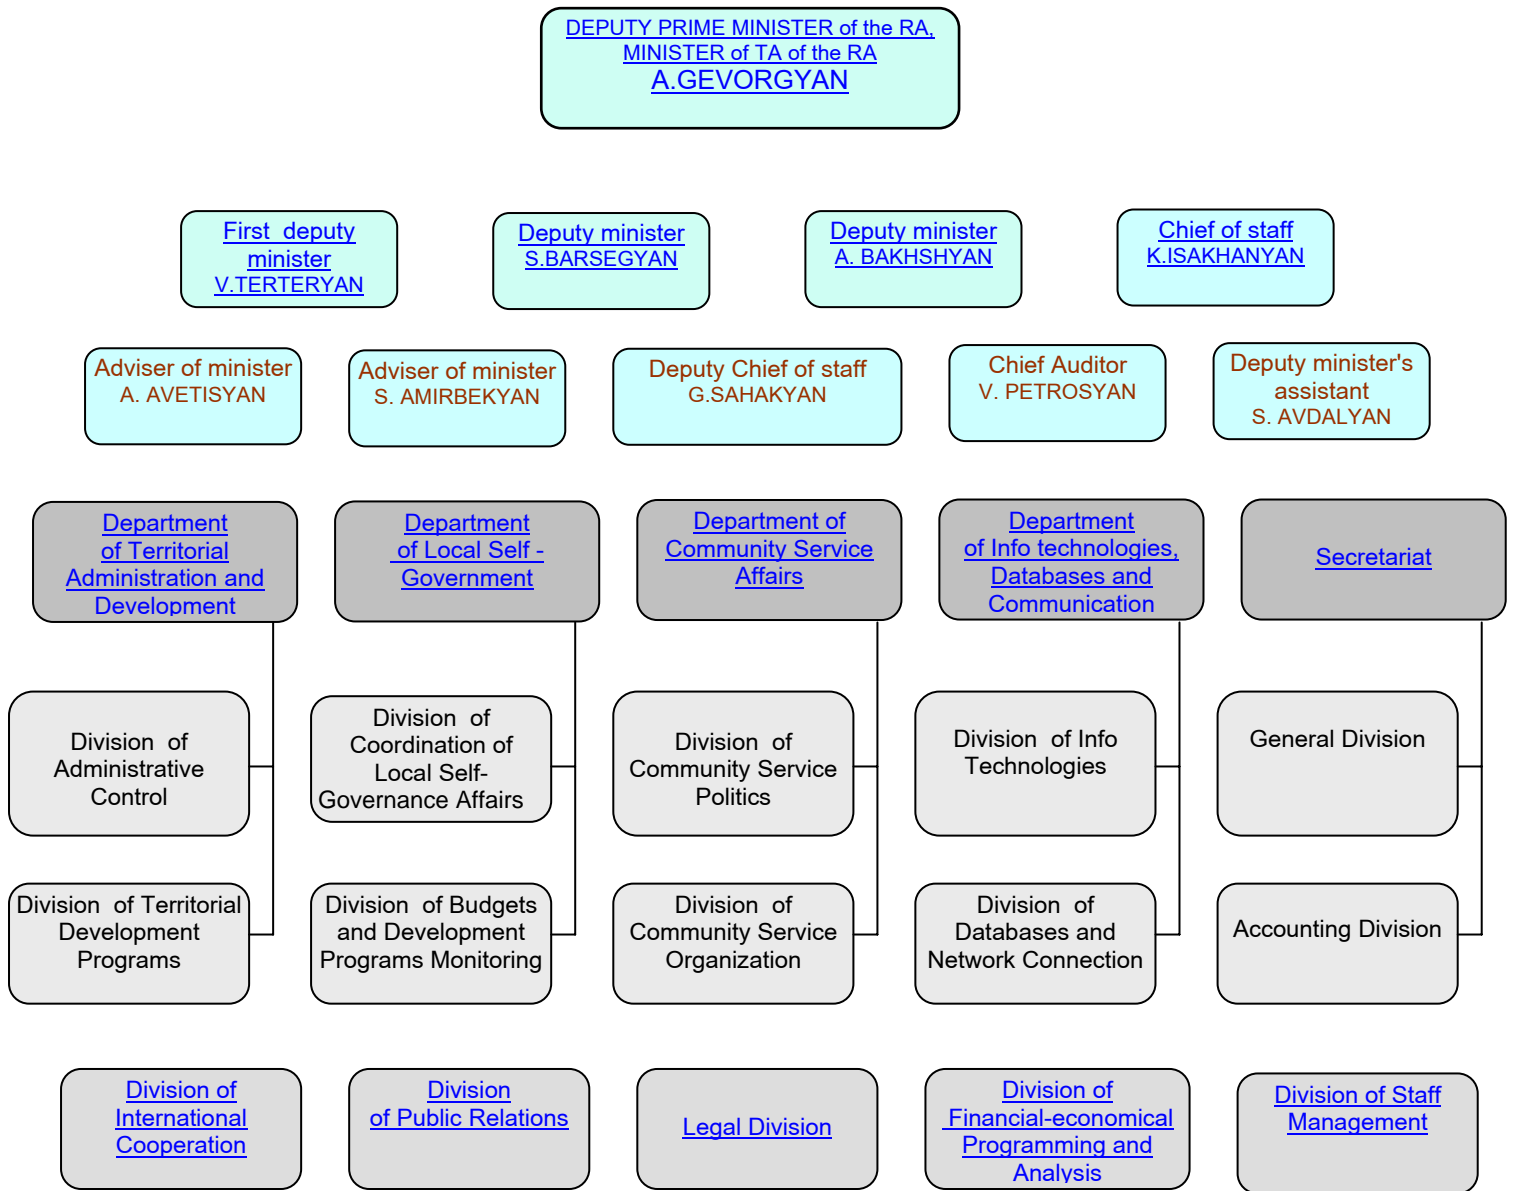 DEPUTY PRIME MINISTER of the RA,
MINISTER of TA of the RA
A.GEVORGYAN
First deputy
minister
V.TERTERYAN
Deputy minister
S.BARSEGYAN
Deputy minister
A. BAKHSHYAN
Chief of staff
K.ISAKHANYAN
Adviser of minister
A. AVETISYAN
Adviser of minister
S. AMIRBEKYAN
Deputy Chief of staff
G.SAHAKYAN
Chief Auditor
V. PETROSYAN
Deputy minister's
assistant
S. AVDALYAN
Department
of Territorial
Administration and
Development
Department
of Local Self -
Government
Department of
Community Service
Affairs
Department
of Info technologies,
Databases and
Communication
Secretariat
Division of
Administrative
Control
Division of
Coordination of
Local Self-
Governance Affairs
Division of
Community Service
Politics
Division of Info
Technologies
General Division
Division of Territorial
Development
Programs
Division of Budgets
and Development
Programs Monitoring
Division of
Community Service
Organization
Division of
Databases and
Network Connection
Accounting Division
Division of
International
Cooperation
Division
of Public Relations
Legal Division
Division of
Financial-economical
Programming and
Analysis
Division of Staff
Management